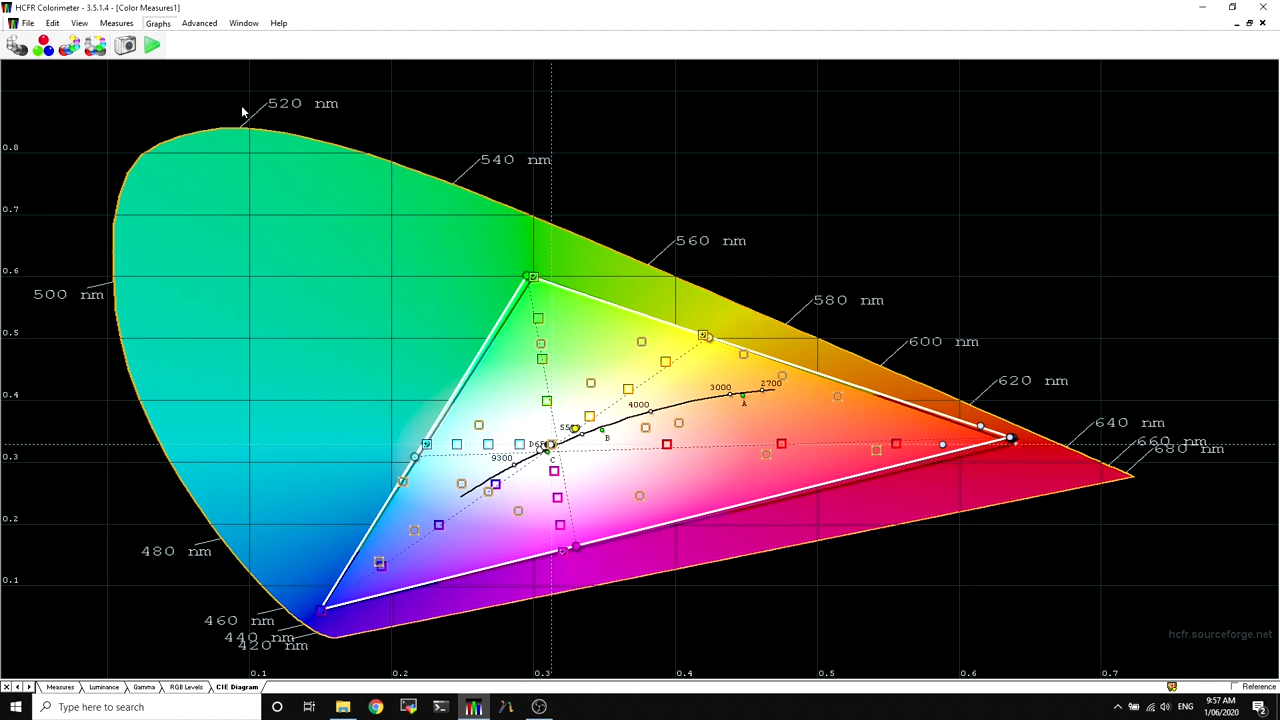 HCFR Colorimeter - 3.5.1.4 - [Color Measures1]
File Edit View Measures Graphs Advanced Window Help
520 nm
540 nm
0.8
0.7
560 nm
0.6
500 nm
580 nm
0.5
600 nm
620 nm
3000 2700
0.4
4000 A
640 nm
B
660 nm
680 nm
0.3
9300 C
0.2
480 nm
0.1
460 nm
440 nm
420 nm
hcfr.sourceforge.net
0.1 0.2 0.3 0.4 0.5 0.6 0.7
Measures Luminance Gamma RGB Levels CIE Diagram Reference
Type here to search
ENG
9:57 AM
1/06/2020
2